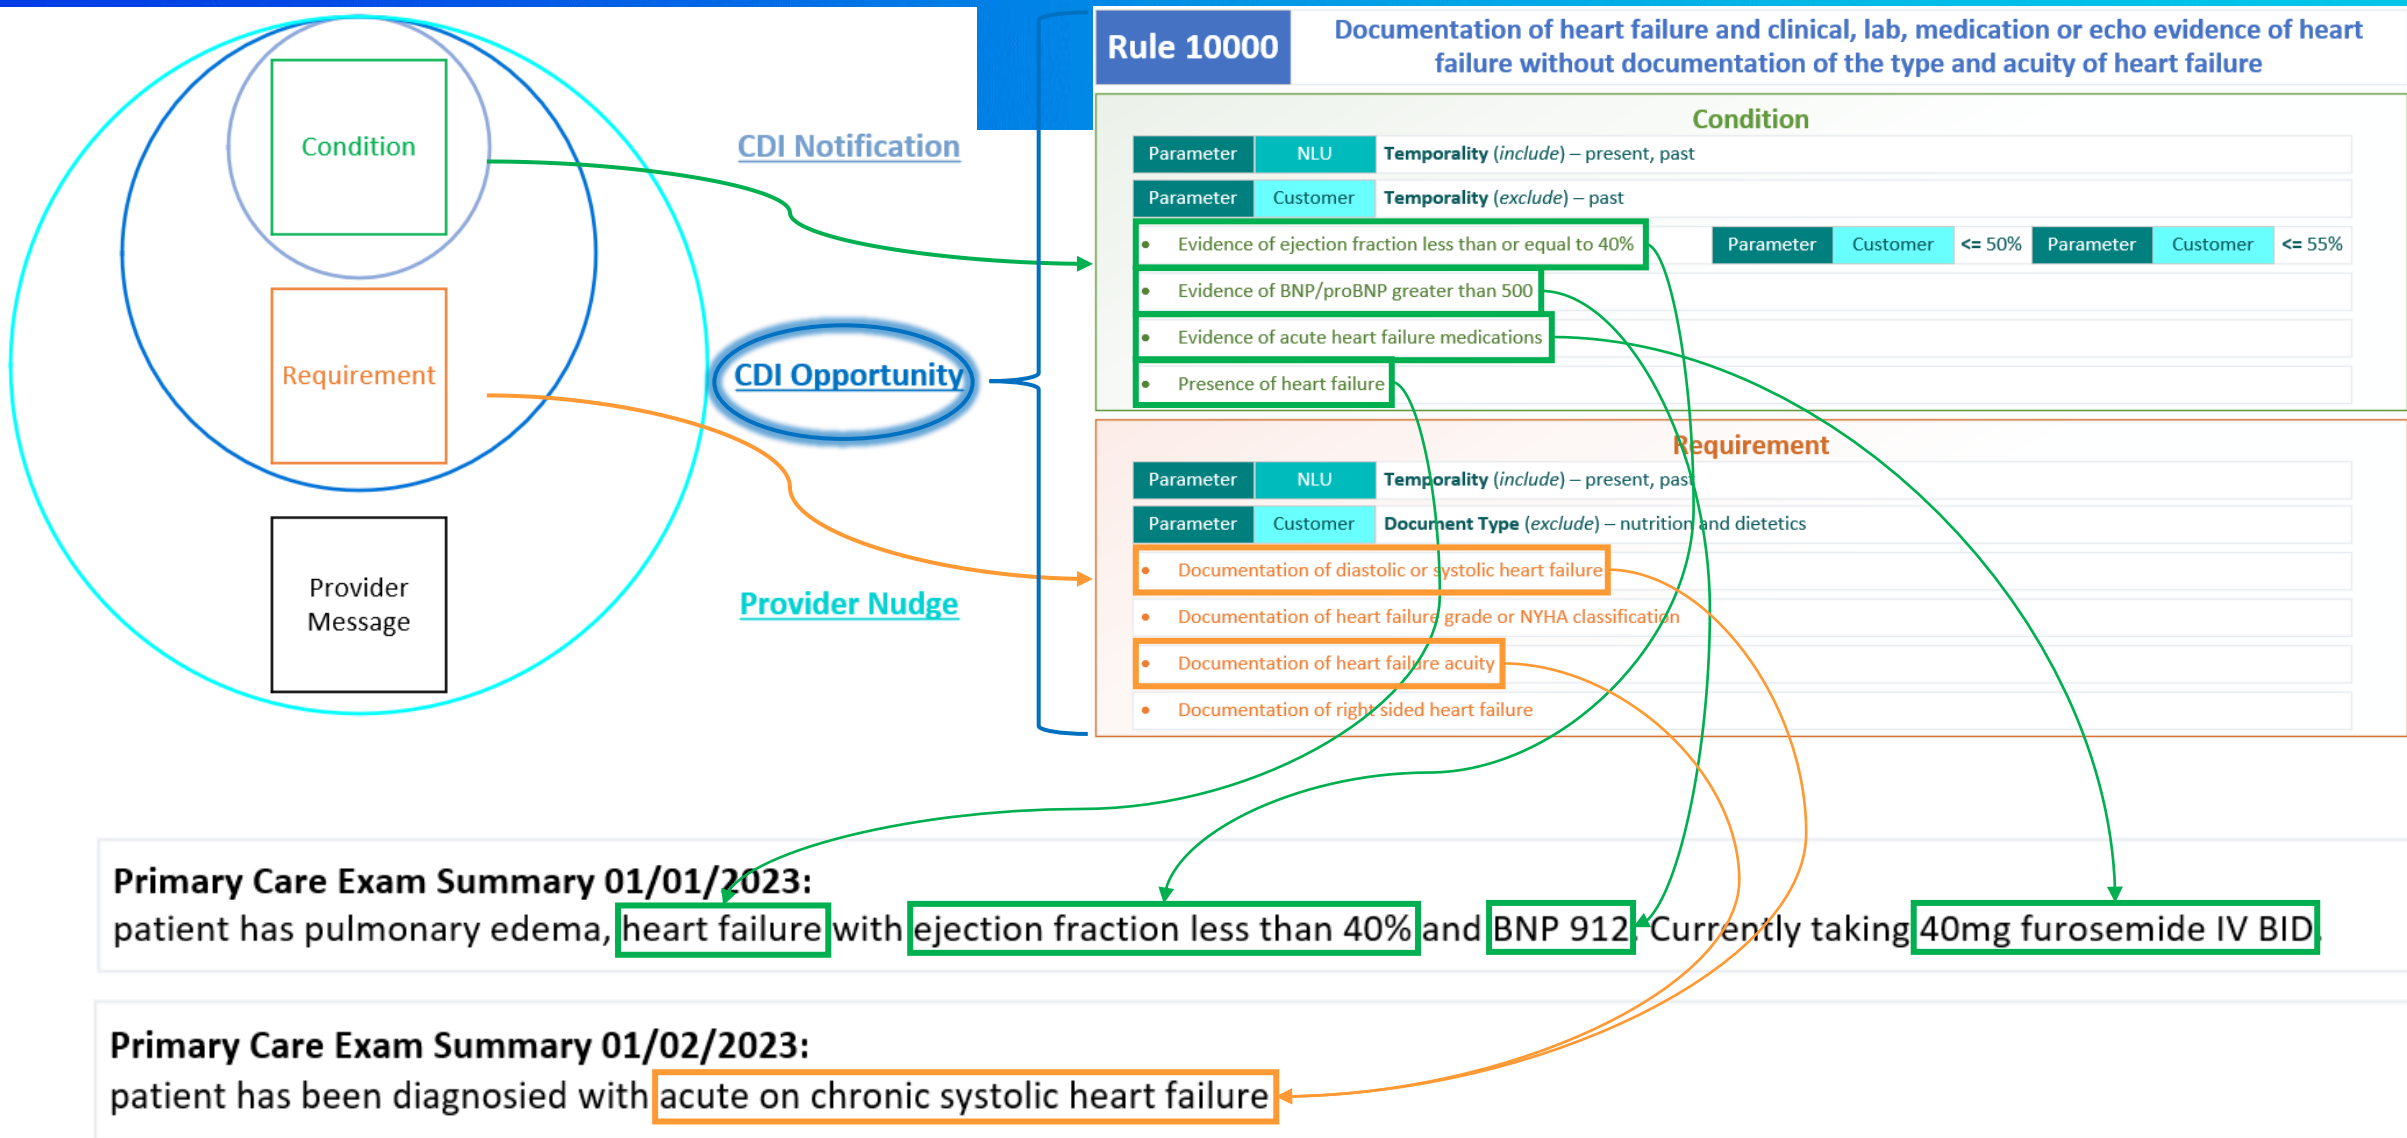 Condition
Requirement
Provider
Message
CDI Notification
CDI Opportunity
Provider Nudge
Rule 10000
Documentation of heart failure and clinical, lab, medication or echo evidence of heart
failure without documentation of the type and acuity of heart failure
Condition
Parameter NLU Temporality (include) – present, past
Parameter Customer Temporality (exclude) – past
• Evidence of ejection fraction less than or equal to 40% Parameter Customer <= 50% Parameter Customer <= 55%
• Evidence of BNP/proBNP greater than 500
• Evidence of acute heart failure medications
• Presence of heart failure
Requirement
Parameter NLU Temporality (include) – present, past
Parameter Customer Document Type (exclude) – nutrition and dietetics
• Documentation of diastolic or systolic heart failure
• Documentation of heart failure grade or NYHA classification
• Documentation of heart failure acuity
• Documentation of right sided heart failure
Primary Care Exam Summary 01/01/2023:
patient has pulmonary edema, heart failure with ejection fraction less than 40% and BNP 912. Currently taking 40mg furosemide IV BID.
Primary Care Exam Summary 01/02/2023:
patient has been diagnosied with acute on chronic systolic heart failure